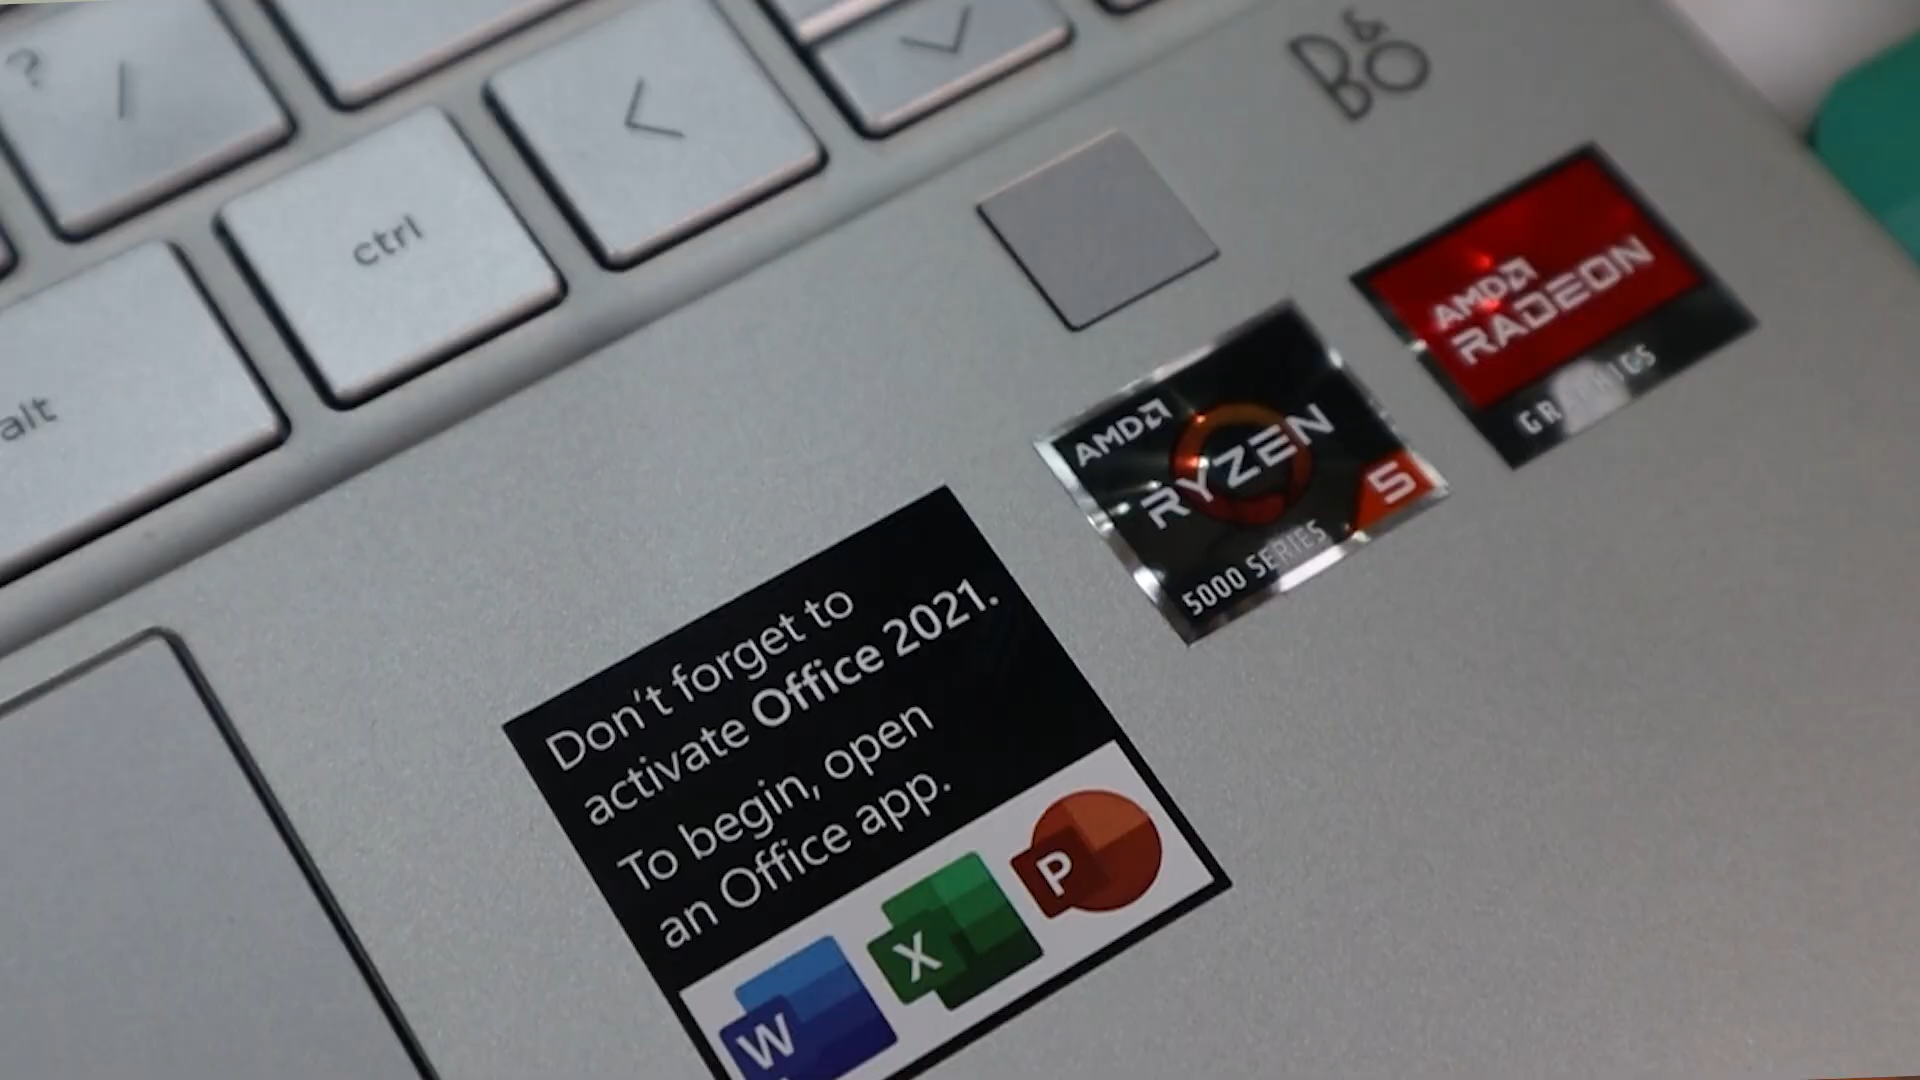 ?
/
<
ctrl
alt
B&O
AMD
RADEON
GRAPHICS
AMD
RYZEN
5
5000 SERIES
Don't forget to
activate Office 2021.
To begin, open
an Office app.
W
X
P